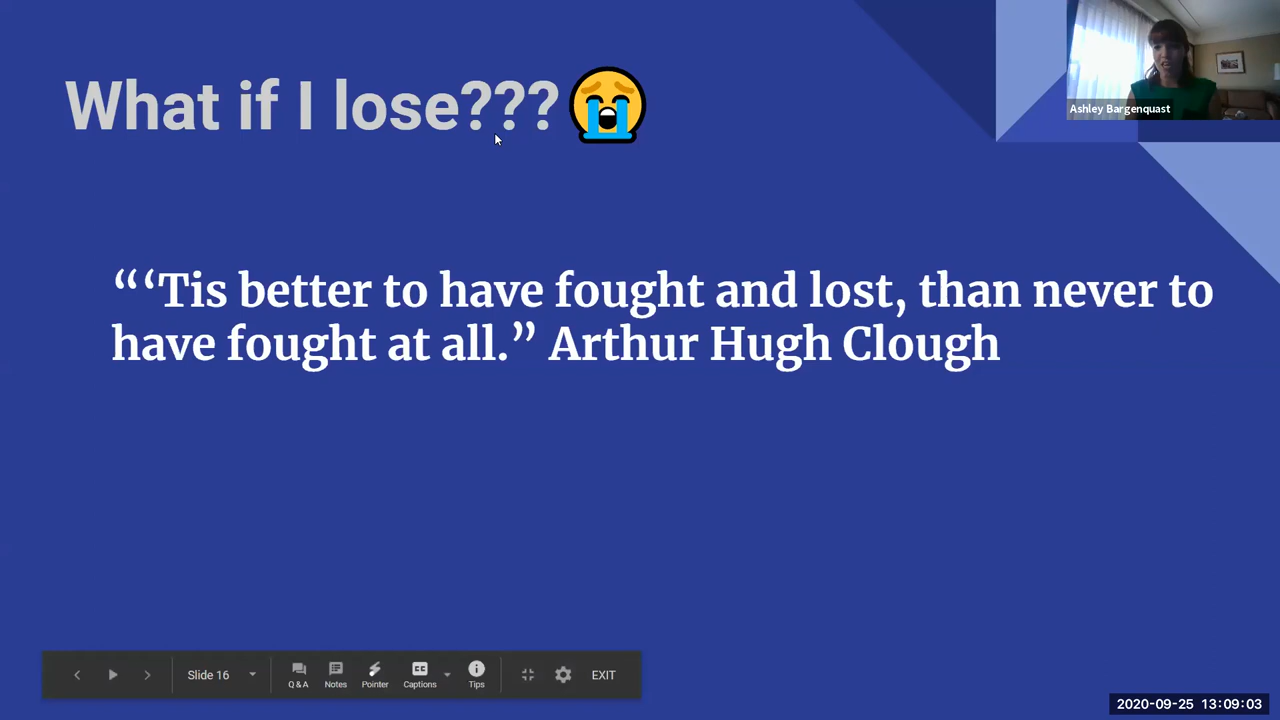 What if I lose???
Ashley Bargenquast
“‘Tis better to have fought and lost, than never to
have fought at all.” Arthur Hugh Clough
Slide 16
Q & A
Notes
Pointer
CC
Captions
Tips
EXIT
2020-09-25 13:09:03